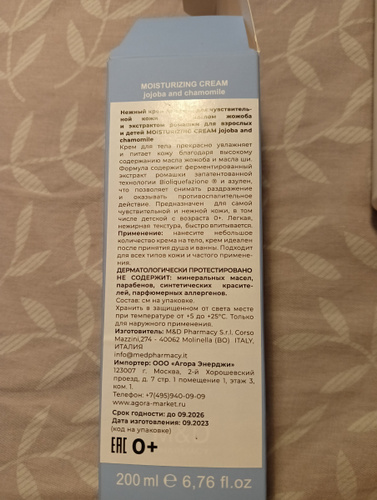 MOISTURIZING CREAM
jojoba and chamomile
Нежный крем для чувствитель-
ной кожи маслом жожоба
и экстрактом ромашки для взрослых
и детей MOISTURIZING CREAM jojoba and
chamomile
Крем для тела прекрасно увлажняет
и питает кожу благодаря высокому
содержанию масла жожоба и масла ши.
Формула содержит ферментированный
экстракт ромашки запатентованной
технологии Bioliquefazione ® и азулен,
что позволяет снимать раздражение
и оказывать противоаспалительное
действие. Предназначен для самой
чувствительной и нежной кожи, в том
числе детской с возраста 0+. Легкая,
нежирная текстура, быстро впитывается.
Применение: нанесите небольшое
количество крема на тело, крем идеален
после принятия душа и ванны. Подходит
для всех типов кожи и частого примене-
ния.
ДЕРМАТОЛОГИЧЕСКИ ПРОТЕСТИРОВАНО
НЕ СОДЕРЖИТ: минеральных масел,
парабенов, синтетических красите-
лей, парфюмерных аллергенов.
Состав: см на упаковке.
Хранить в защищенном от света месте
при температуре от +5 до +25°С. Только
для наружного применения.
Изготовитель: M&D Pharmacy S.r.l. Corso
Mazzini,274 - 40062 Molinella (BO) ITALY,
ИТАЛИЯ
info@medpharmacy.it
Импортер: ООО «Агора Энерджи»
123007 г. Москва, 2-й Хорошевский
проезд, д. 7 стр. 1 помещение 1, этаж 3,
ком. 1.
Телефон: +7(495)940-09-09
www.agora-market.ru
Срок годности: до 09.2026
Дата изготовления: 09.2023
(код на упаковке)
EAC 0+
200 ml e 6,76 fl.oz